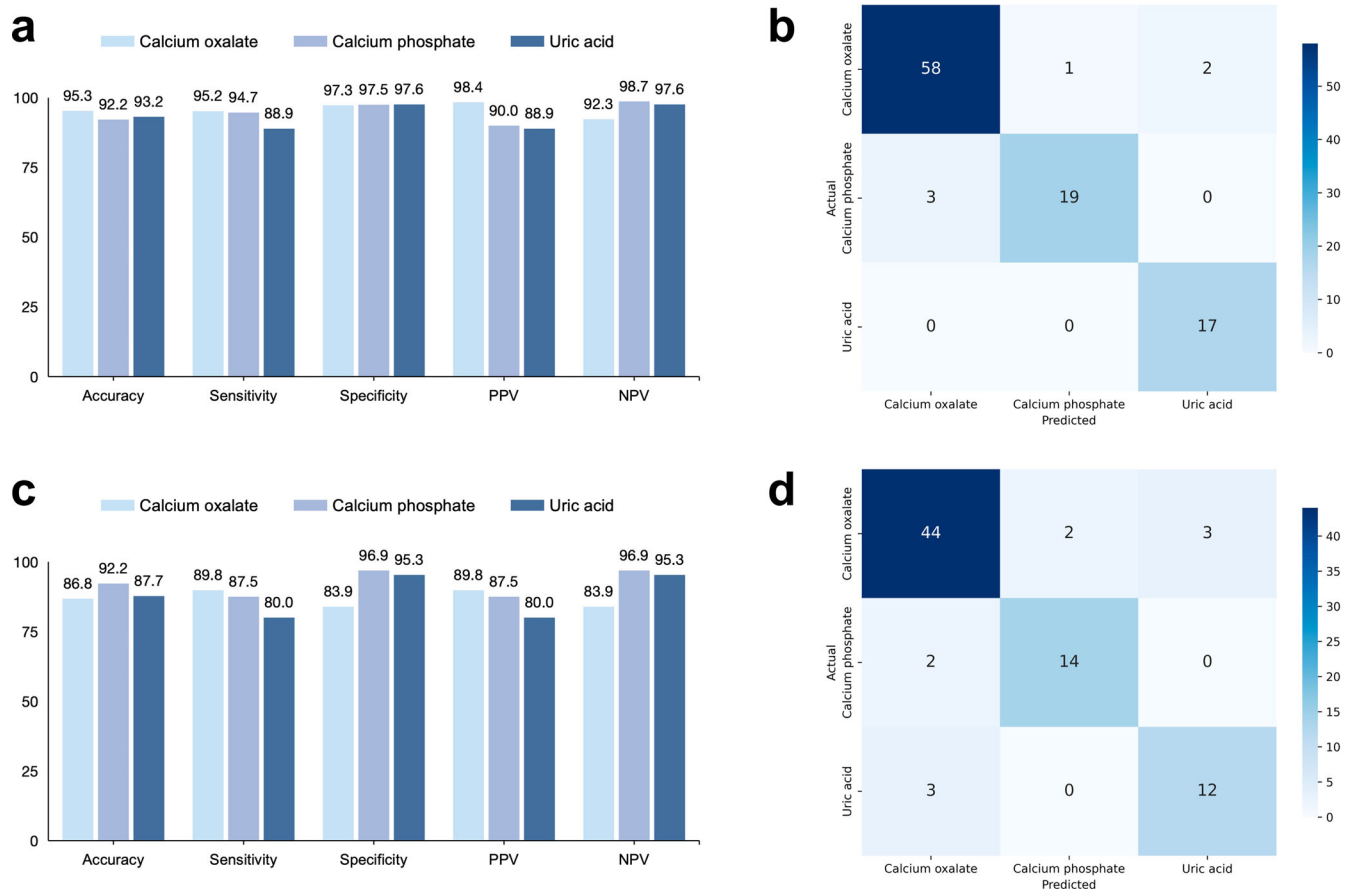 a
Calcium oxalate Calcium phosphate Uric acid
95.3 92.2 93.2 95.2 94.7 88.9 97.3 97.5 97.6 98.4 90.0 88.9 92.3 98.7 97.6
100
75
50
25
0
Accuracy Sensitivity Specificity PPV NPV
b
Calcium oxalate
Actual
Calcium phosphate
Uric acid
58 1 2
3 19 0
0 0 17
Calcium oxalate Calcium phosphate Uric acid
Predicted
50
40
30
20
10
0
c
Calcium oxalate Calcium phosphate Uric acid
86.8 92.2 87.7 89.8 87.5 80.0 83.9 96.9 95.3 89.8 87.5 80.0 83.9 96.9 95.3
100
75
50
25
0
Accuracy Sensitivity Specificity PPV NPV
d
Calcium oxalate
Actual
Calcium phosphate
Uric acid
44 2 3
2 14 0
3 0 12
Calcium oxalate Calcium phosphate Uric acid
Predicted
40
35
30
25
20
15
10
5
0